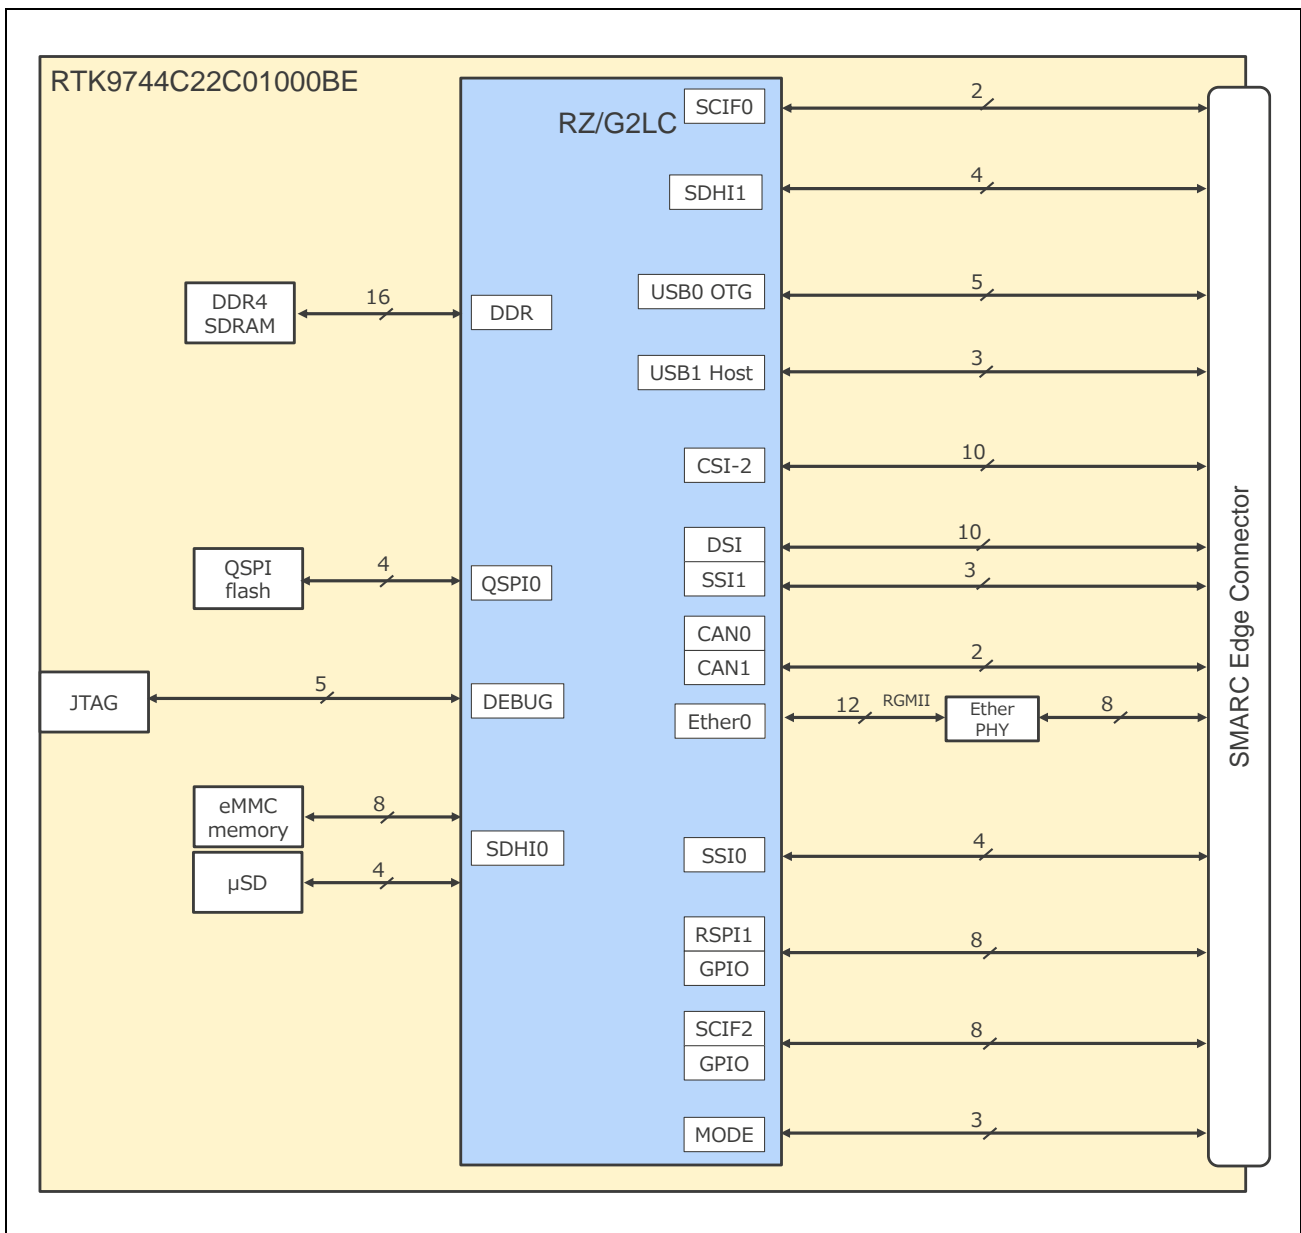 RTK9744C22C01000BE
RZ/G2LC
SCIF0
2
SDHI1
4
USB0 OTG
5
DDR4
SDRAM
16
DDR
USB1 Host
3
CSI-2
10
DSI
10
SSI1
3
QSPI
flash
4
QSPI0
CAN0
CAN1
2
JTAG
5
DEBUG
Ether0
12
RGMII
Ether
PHY
8
SMARC Edge Connector
eMMC
memory
8
SDHI0
μSD
4
SSI0
4
RSPI1
GPIO
8
SCIF2
GPIO
8
MODE
3